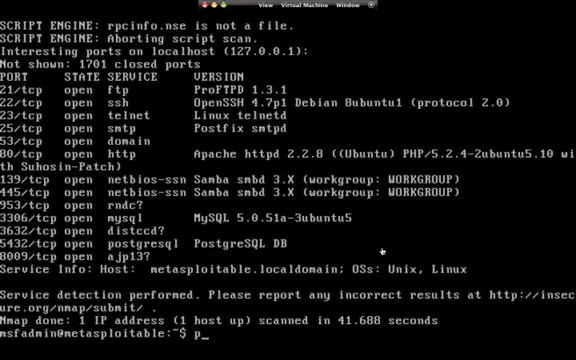 View Virtual Machine Window
SCRIPT ENGINE: rpcinfo.nse is not a file.
SCRIPT ENGINE: Aborting script scan.
Interesting ports on localhost (127.0.0.1):
Not shown: 1701 closed ports
PORT STATE SERVICE VERSION
21/tcp open ftp ProFTPD 1.3.1
22/tcp open ssh OpenSSH 4.7p1 Debian 8ubuntu1 (protocol 2.0)
23/tcp open telnet Linux telnetd
25/tcp open smtp Postfix smtpd
53/tcp open domain
80/tcp open http Apache httpd 2.2.8 ((Ubuntu) PHP/5.2.4-2ubuntu5.10 wi
th Suhosin-Patch)
139/tcp open netbios-ssn Samba smbd 3.X (workgroup: WORKGROUP)
445/tcp open netbios-ssn Samba smbd 3.X (workgroup: WORKGROUP)
953/tcp open rndc?
3306/tcp open mysql MySQL 5.0.51a-3ubuntu5
3632/tcp open distccd?
5432/tcp open postgresql PostgreSQL DB
8009/tcp open ajp13?
Service Info: Host: metasploitable.localdomain; OSs: Unix, Linux
Service detection performed. Please report any incorrect results at http://insec
ure.org/nmap/submit/ .
Nmap done: 1 IP address (1 host up) scanned in 41.688 seconds
msfadmin@metasploitable:~$ p_